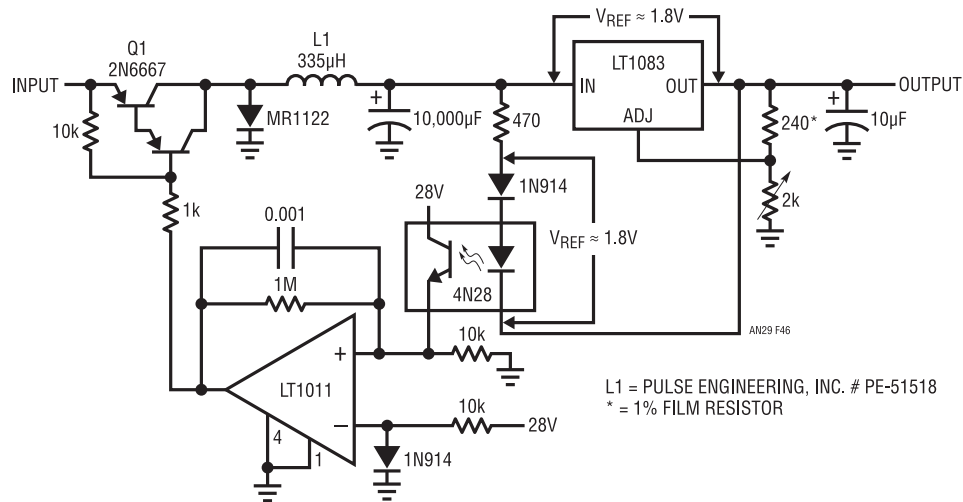 V_REF ≈ 1.8V
L1
335µH
Q1
2N6667
INPUT
LT1083
IN
OUT
ADJ
OUTPUT
+
10,000µF
MR1122
10k
470
240*
+
10µF
1N914
28V
2k
1k
0.001
V_REF ≈ 1.8V
1M
4N28
AN29 F46
+
10k
LT1011
L1 = PULSE ENGINEERING, INC. # PE-51518
* = 1% FILM RESISTOR
10k
–
28V
4
1
1N914